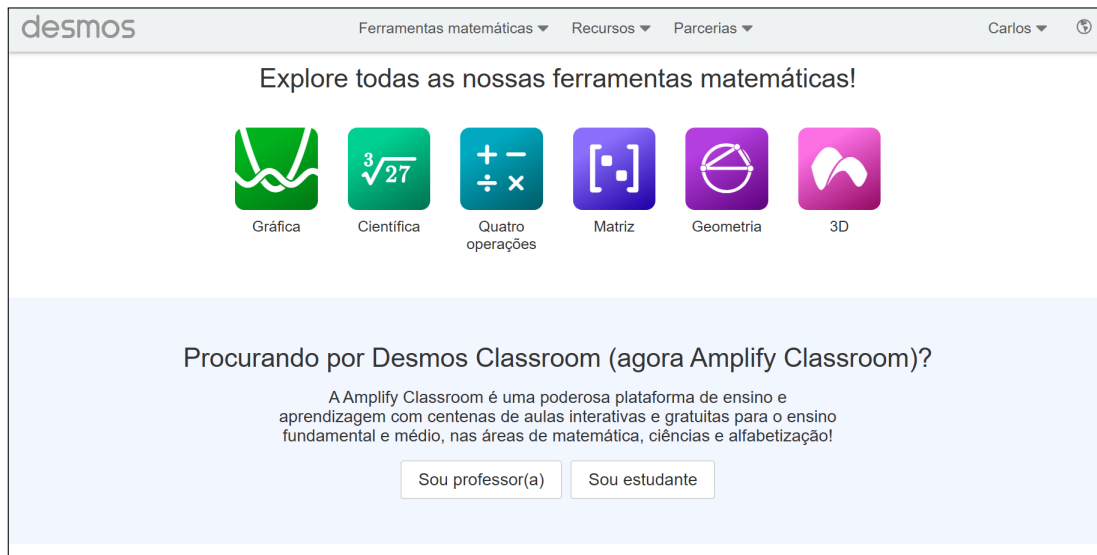 desmos
Ferramentas matemáticas Recursos Parcerias Carlos
Explore todas as nossas ferramentas matemáticas!
3√27
+ −
÷ ×
Gráfica Científica Quatro operações Matriz Geometria 3D
Procurando por Desmos Classroom (agora Amplify Classroom)?
A Amplify Classroom é uma poderosa plataforma de ensino e
aprendizagem com centenas de aulas interativas e gratuitas para o ensino
fundamental e médio, nas áreas de matemática, ciências e alfabetização!
Sou professor(a) Sou estudante